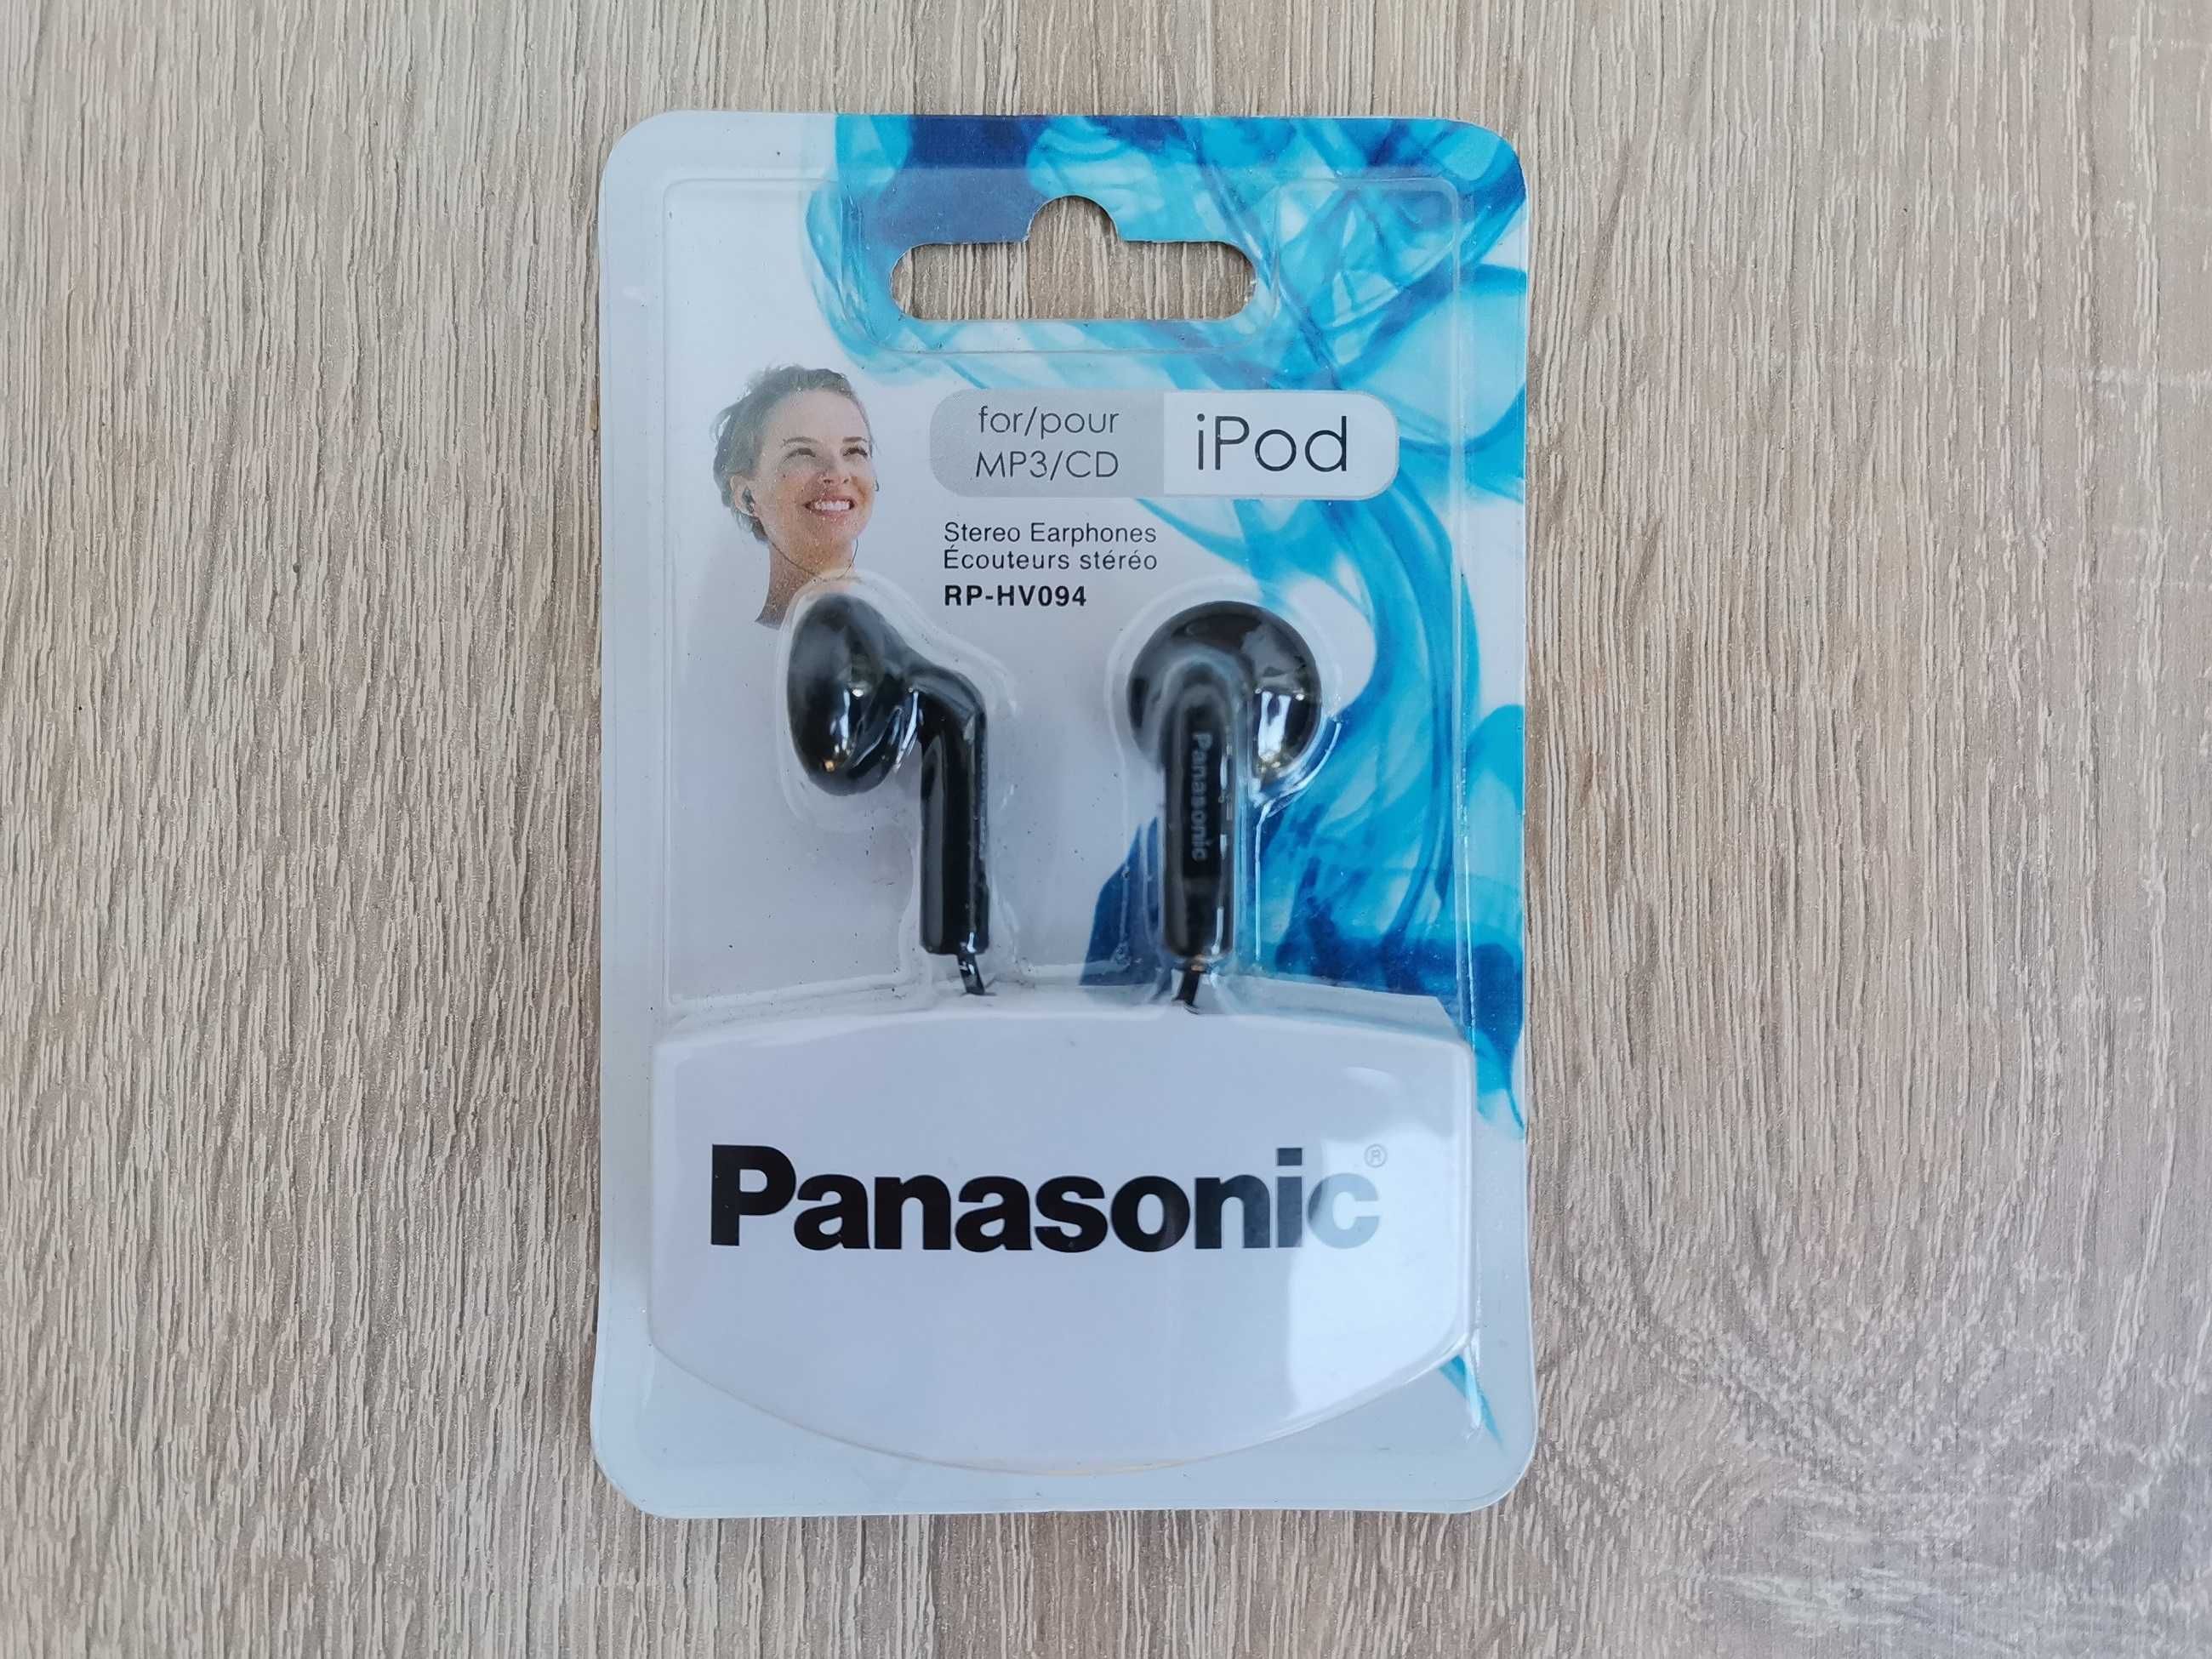 for/pour
MP3/CD
iPod
Stereo Earphones
Écouteurs stéréo
RP-HV094
Panasonic
Panasonic®